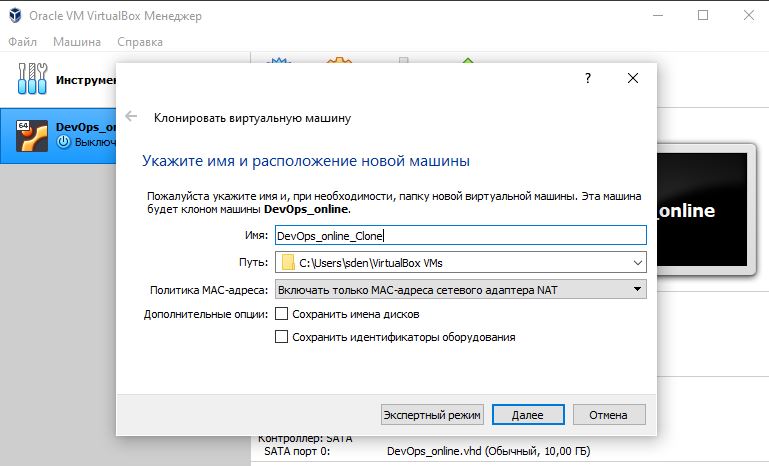 Oracle VM VirtualBox Менеджер
Файл Машина Справка
Инструмен
?
Клонировать виртуальную машину
64
DevOps_on
Выключ
Укажите имя и расположение новой машины
Пожалуйста укажите имя и, при необходимости, папку новой виртуальной машины. Эта машина
будет клоном машины DevOps_online.
_online
Имя: DevOps_online_Clone
Путь: C:\Users\sden\VirtualBox VMs
Политика MAC-адреса: Включать только MAC-адреса сетевого адаптера NAT
Дополнительные опции: Сохранить имена дисков
Сохранить идентификаторы оборудования
Экспертный режим Далее Отмена
Контроллер: SATA
SATA порт 0: DevOps_online.vhd (Обычный, 10,00 ГБ)